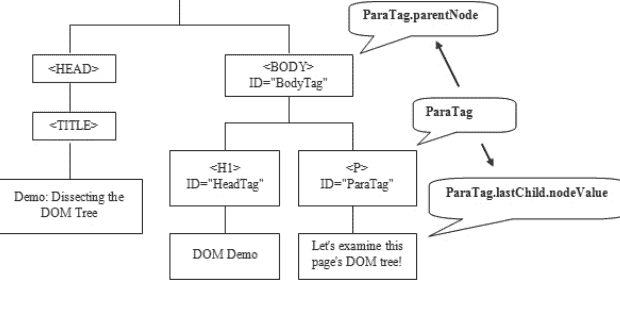 ParaTag.parentNode
<HEAD>
<BODY>
ID="BodyTag"
ParaTag
<TITLE>
<H1>
ID="HeadTag"
<P>
ID="ParaTag"
ParaTag.lastChild.nodeValue
Demo: Dissecting the
DOM Tree
DOM Demo
Let's examine this
page's DOM tree!